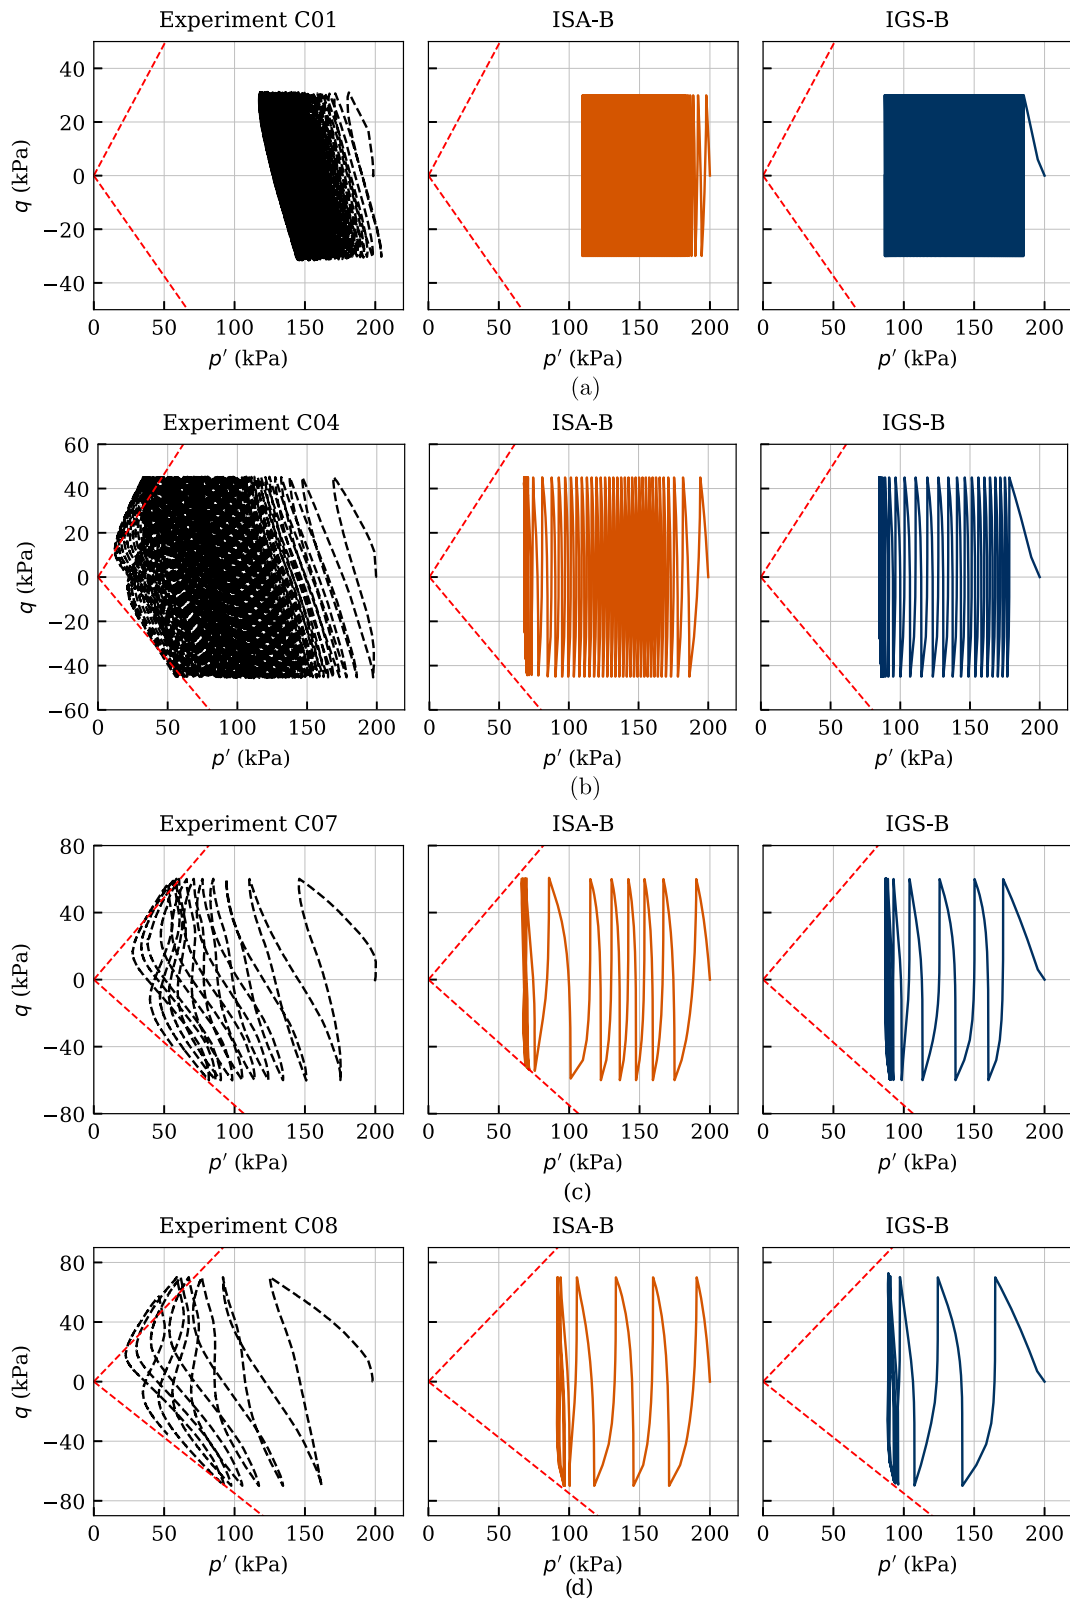 Experiment C01 ISA-B IGS-B
40
20
0
−20
−40
q (kPa)
0 50 100 150 200 0 50 100 150 200 0 50 100 150 200
p′ (kPa) p′ (kPa) p′ (kPa)
(a)
Experiment C04 ISA-B IGS-B
60
40
20
0
−20
−40
−60
q (kPa)
0 50 100 150 200 0 50 100 150 200 0 50 100 150 200
p′ (kPa) p′ (kPa) p′ (kPa)
(b)
Experiment C07 ISA-B IGS-B
80
40
0
−40
−80
q (kPa)
0 50 100 150 200 0 50 100 150 200 0 50 100 150 200
p′ (kPa) p′ (kPa) p′ (kPa)
(c)
Experiment C08 ISA-B IGS-B
80
40
0
−40
−80
q (kPa)
0 50 100 150 200 0 50 100 150 200 0 50 100 150 200
p′ (kPa) p′ (kPa) p′ (kPa)
(d)